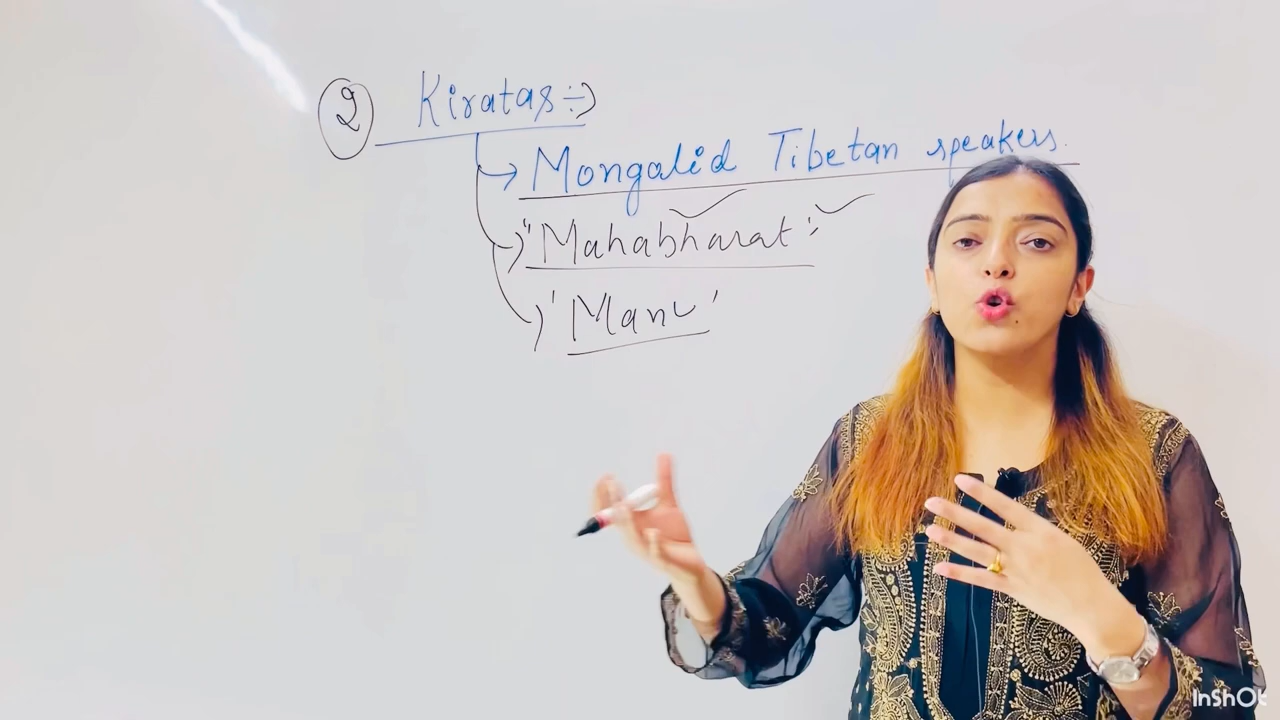 2 Kiratas ÷)
→ Mongalid Tibetan speakers.
→ "Mahabharat":
→ 'Manu'
InShOt